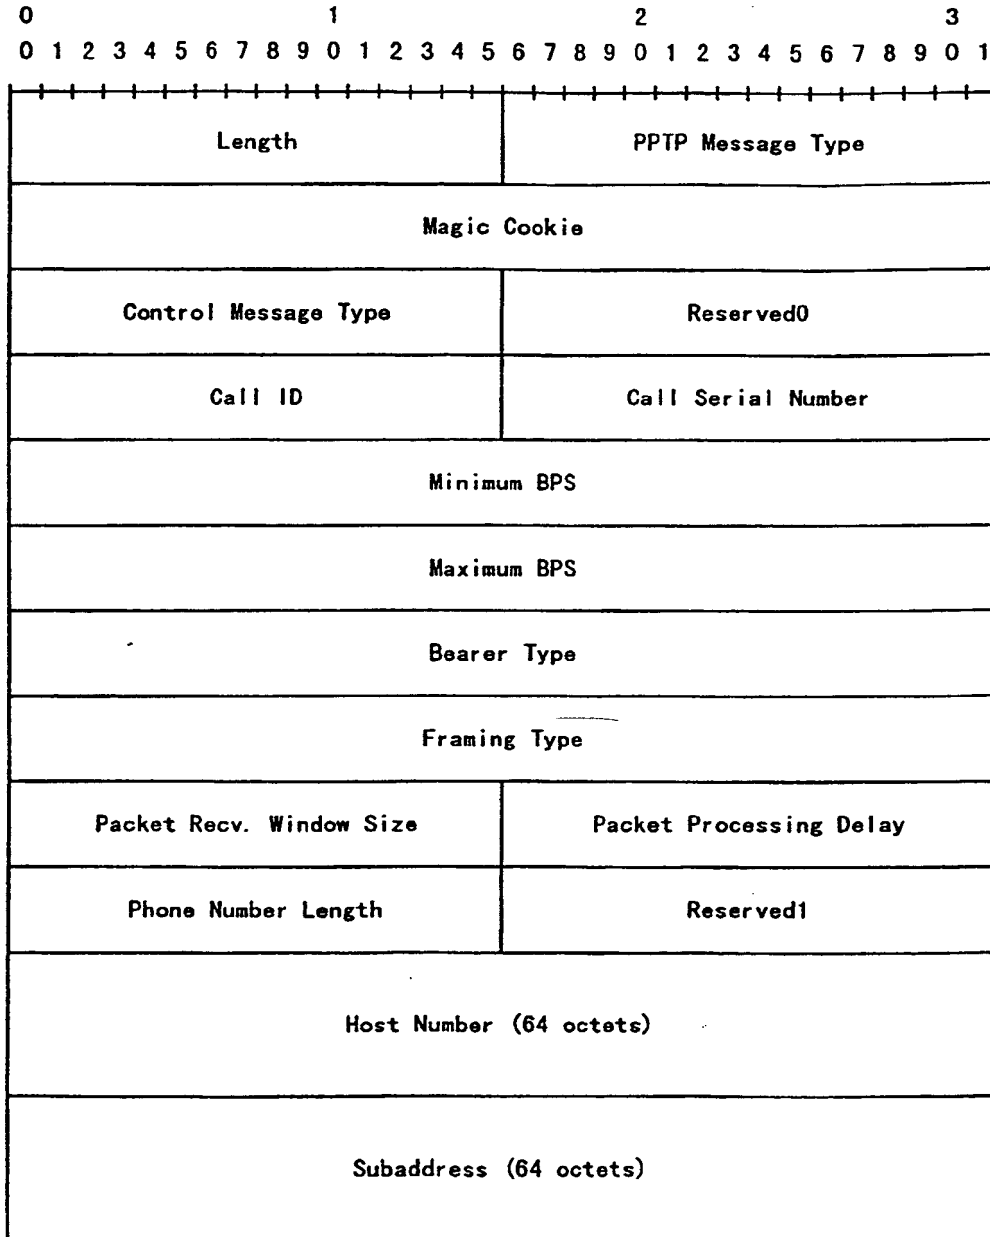 0 1 2 3
0 1 2 3 4 5 6 7 8 9 0 1 2 3 4 5 6 7 8 9 0 1 2 3 4 5 6 7 8 9 0 1
Length PPTP Message Type
Magic Cookie
Control Message Type Reserved0
Call ID Call Serial Number
Minimum BPS
Maximum BPS
Bearer Type
Framing Type
Packet Recv. Window Size Packet Processing Delay
Phone Number Length Reserved1
Host Number (64 octets)
Subaddress (64 octets)